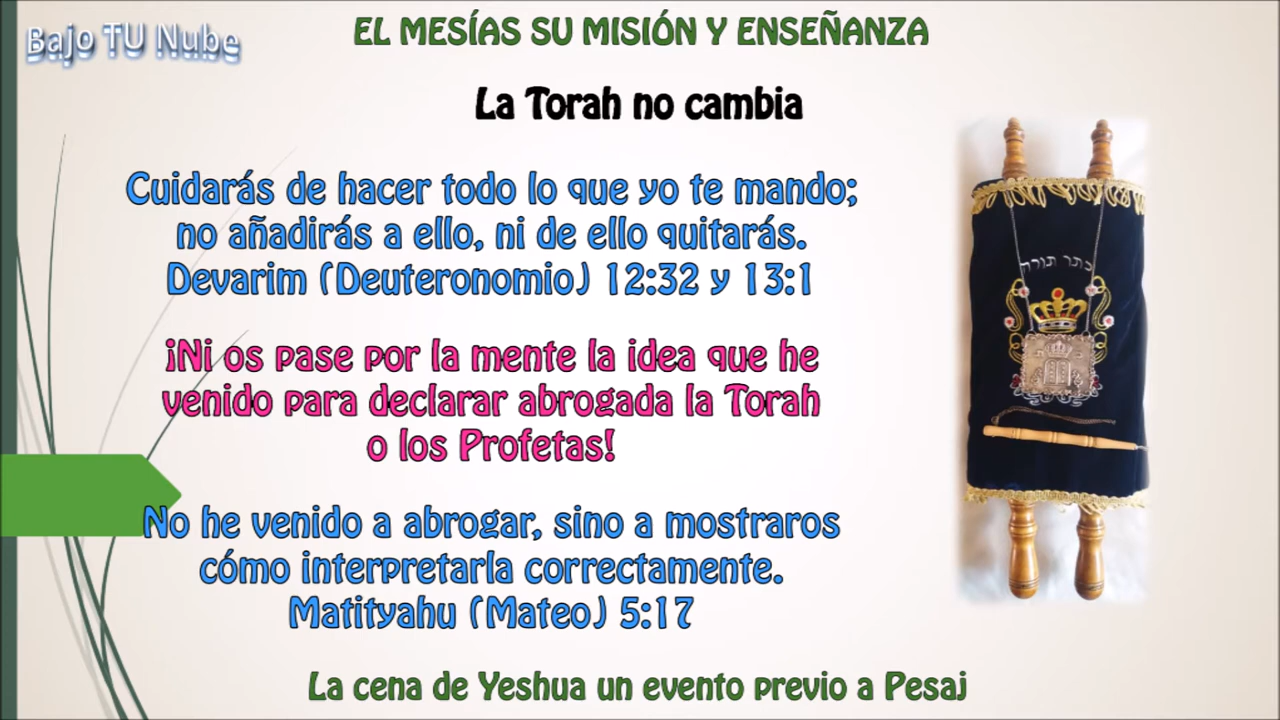 Bajo TU Nube
EL MESÍAS SU MISIÓN Y ENSEÑANZA
La Torah no cambia
Cuidarás de hacer todo lo que yo te mando;
no añadirás a ello, ni de ello quitarás.
Devarim (Deuteronomio) 12:32 y 13:1
¡Ni os pase por la mente la idea que he
venido para declarar abrogada la Torah
o los Profetas!
No he venido a abrogar, sino a mostraros
cómo interpretarla correctamente.
Matityahu (Mateo) 5:17
כתר תורה
La cena de Yeshua un evento previo a Pesaj